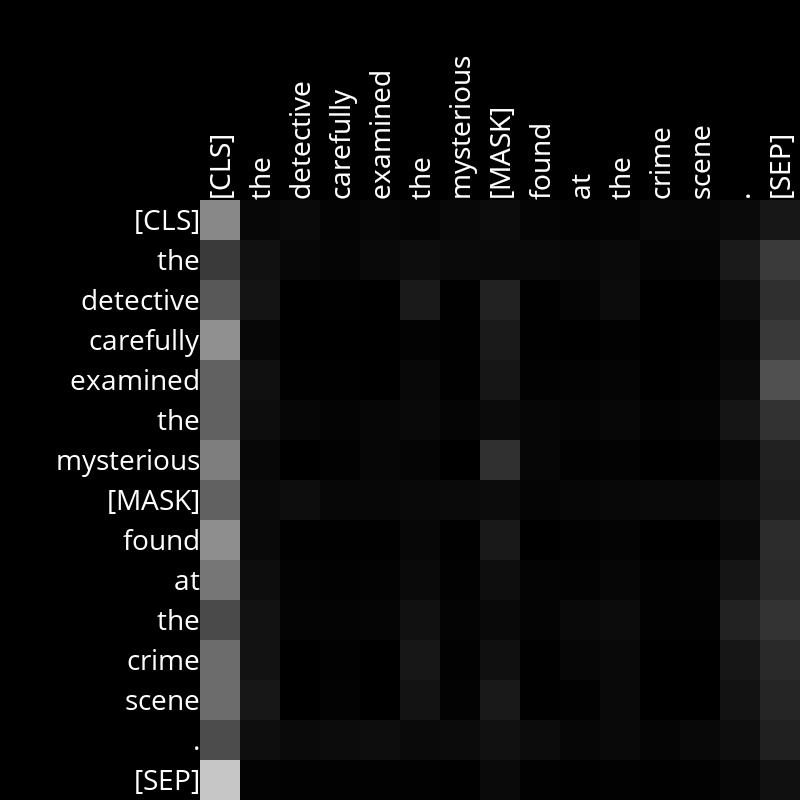 [CLS] the detective carefully examined the mysterious [MASK] found at the crime scene . [SEP]
[CLS]
the
detective
carefully
examined
the
mysterious
[MASK]
found
at
the
crime
scene
.
[SEP]